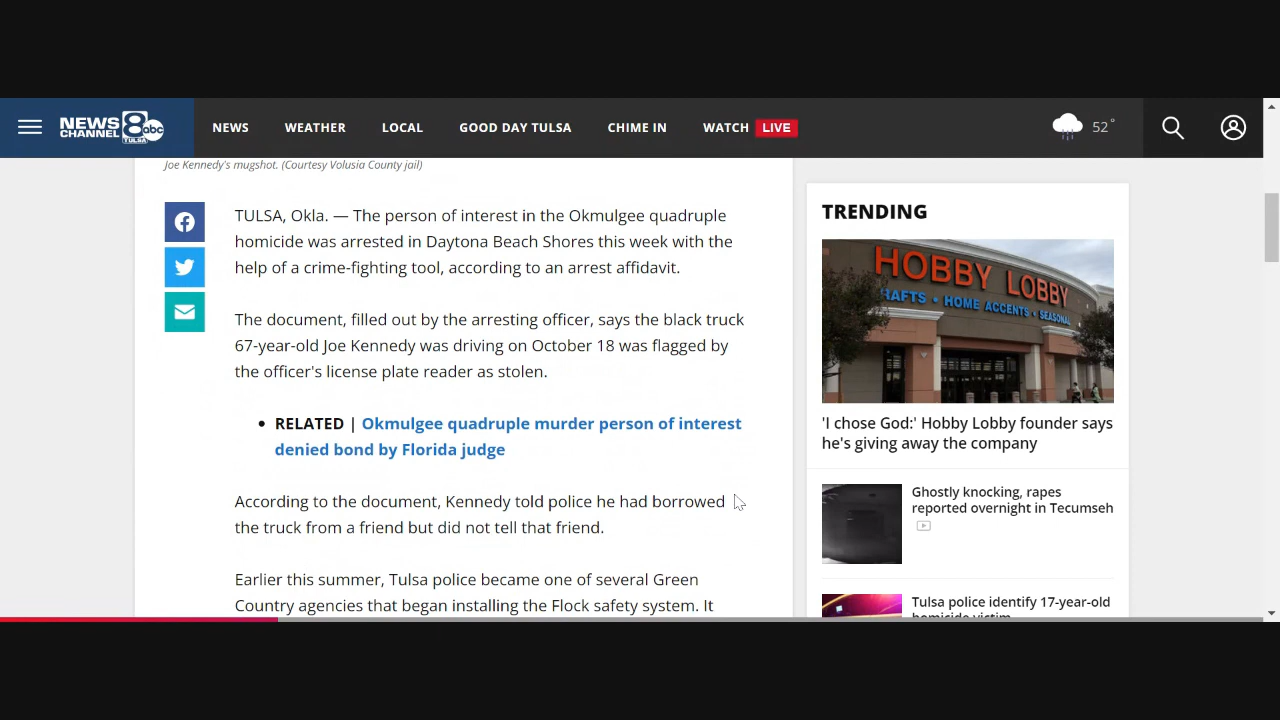 NEWS
CHANNEL
8
abc
TULSA
NEWS
WEATHER
LOCAL
GOOD DAY TULSA
CHIME IN
WATCH LIVE
52°
Joe Kennedy's mugshot. (Courtesy Volusia County jail)
TULSA, Okla. — The person of interest in the Okmulgee quadruple
homicide was arrested in Daytona Beach Shores this week with the
help of a crime-fighting tool, according to an arrest affidavit.
The document, filled out by the arresting officer, says the black truck
67-year-old Joe Kennedy was driving on October 18 was flagged by
the officer's license plate reader as stolen.
• RELATED | Okmulgee quadruple murder person of interest
denied bond by Florida judge
According to the document, Kennedy told police he had borrowed
the truck from a friend but did not tell that friend.
Earlier this summer, Tulsa police became one of several Green
Country agencies that began installing the Flock safety system. It
TRENDING
HOBBY LOBBY
CRAFTS • HOME ACCENTS • SEASONAL
'I chose God:' Hobby Lobby founder says
he's giving away the company
Ghostly knocking, rapes
reported overnight in Tecumseh
Tulsa police identify 17-year-old
homicide victim